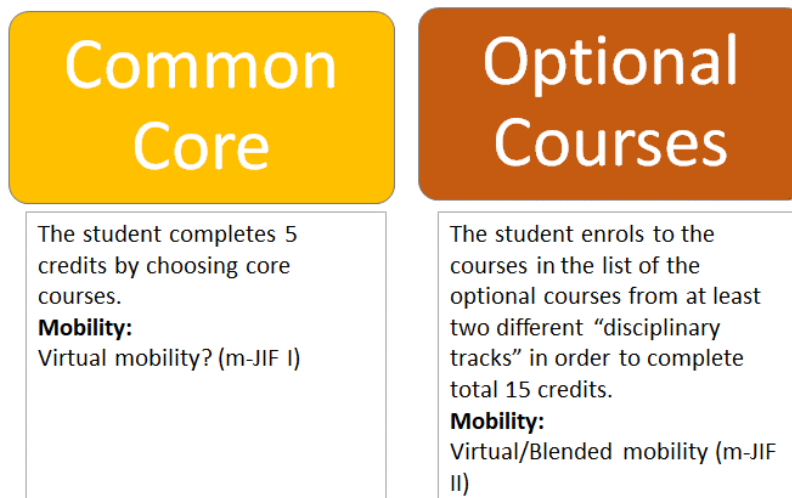 Common
Core
The student completes 5
credits by choosing core
courses.
Mobility:
Virtual mobility? (m-JIF I)
Optional
Courses
The student enrols to the
courses in the list of the
optional courses from at least
two different “disciplinary
tracks” in order to complete
total 15 credits.
Mobility:
Virtual/Blended mobility (m-JIF
II)